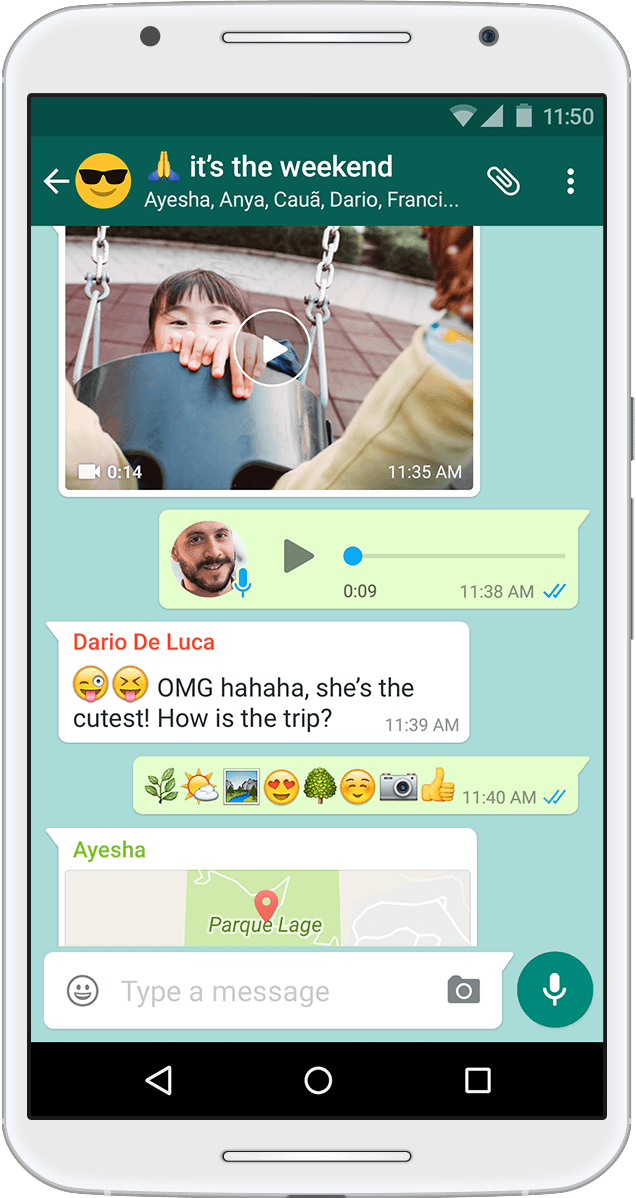 11:50
🙏 it’s the weekend
Ayesha, Anya, Cauã, Dario, Franci...
0:14 11:35 AM
0:09 11:38 AM
Dario De Luca
😜😝 OMG hahaha, she’s the
cutest! How is the trip?
11:39 AM
🌿🌤🏞😍🌳☺️📷👍 11:40 AM
Ayesha
Parque Lage
Type a message